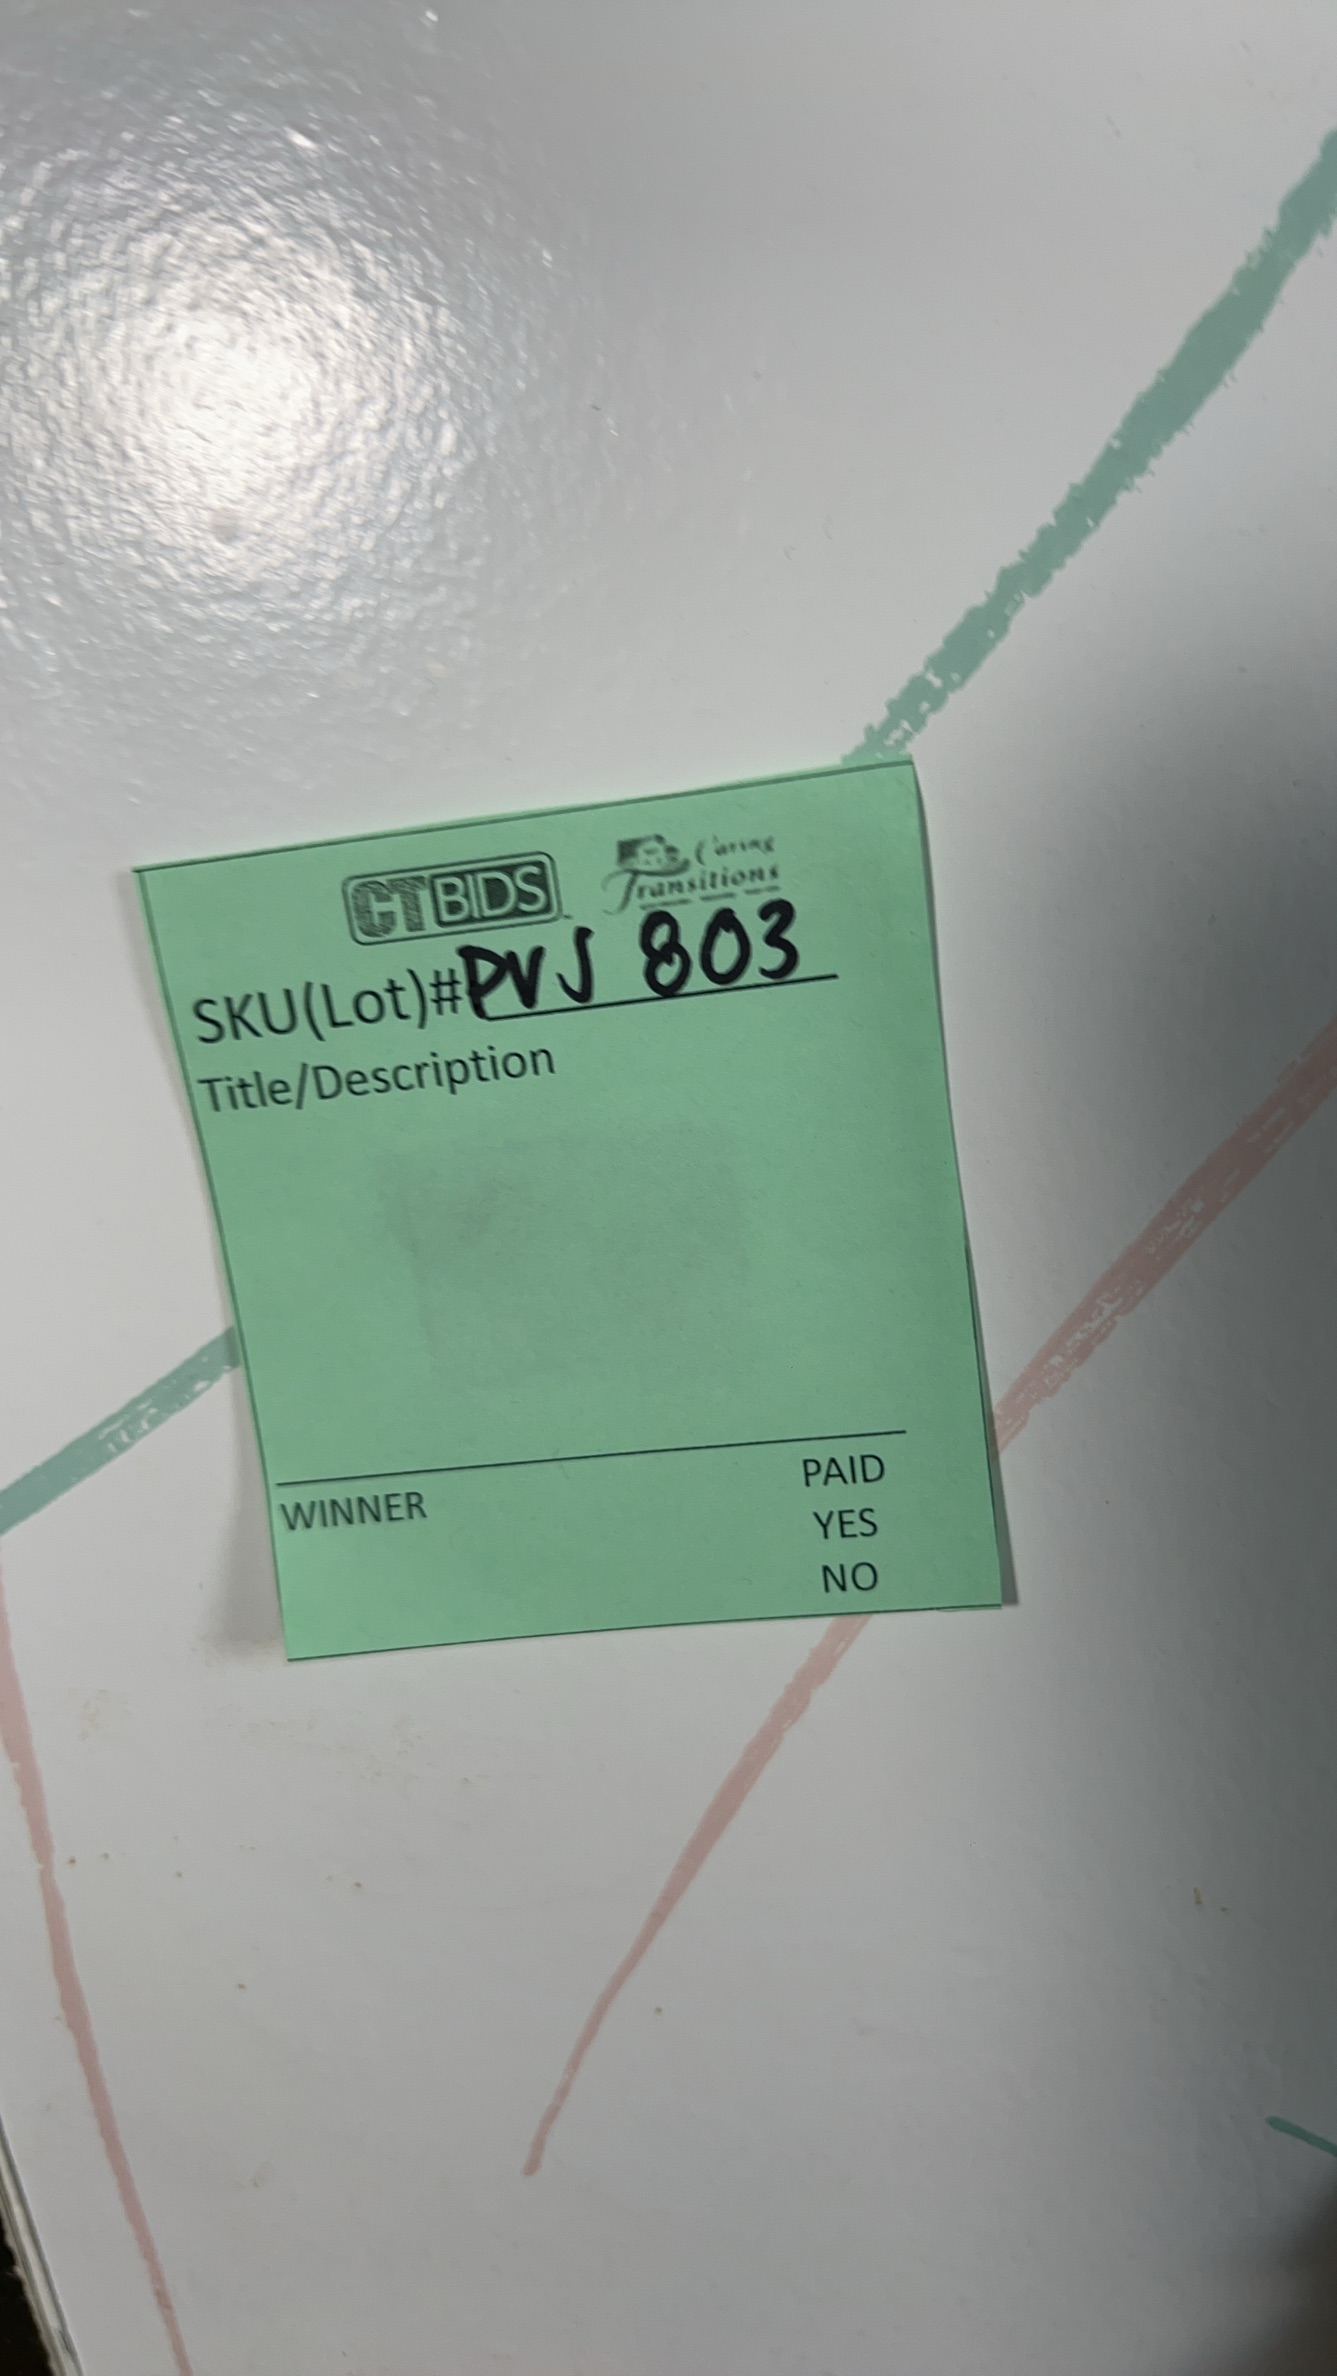 CTBIDS
Caring
Transitions
SKU(Lot)#PVJ 803
Title/Description
WINNER
PAID
YES
NO